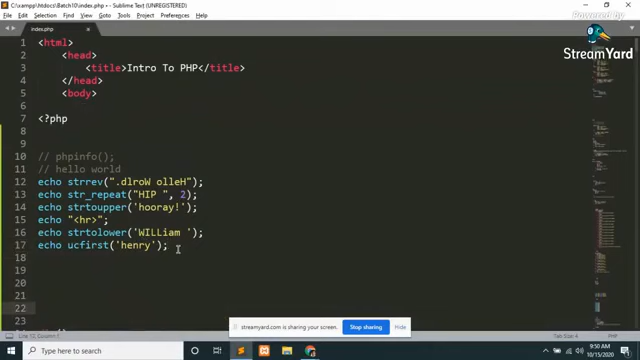 C:\xampp\htdocs\Batch10\index.php • - Sublime Text (UNREGISTERED)
File Edit Selection Find View Goto Tools Project Preferences Help
Powered by
StreamYard
index.php
1 <html>
2 <head>
3 <title>Intro To PHP</title>
4 </head>
5 <body>
6
7 <?php
8
9
10 // phpinfo();
11 // hello world
12 echo strrev(".dlroW olleH");
13 echo str_repeat("HIP ", 2);
14 echo strtoupper('hooray!');
15 echo "<hr>";
16 echo strtolower('WILLiam ');
17 echo ucfirst('henry');
18
19
20
21
22
streamyard.com is sharing your screen.
Stop sharing
Hide
Tab Size: 4
PHP
Type here to search
9:50 AM
10/15/2020